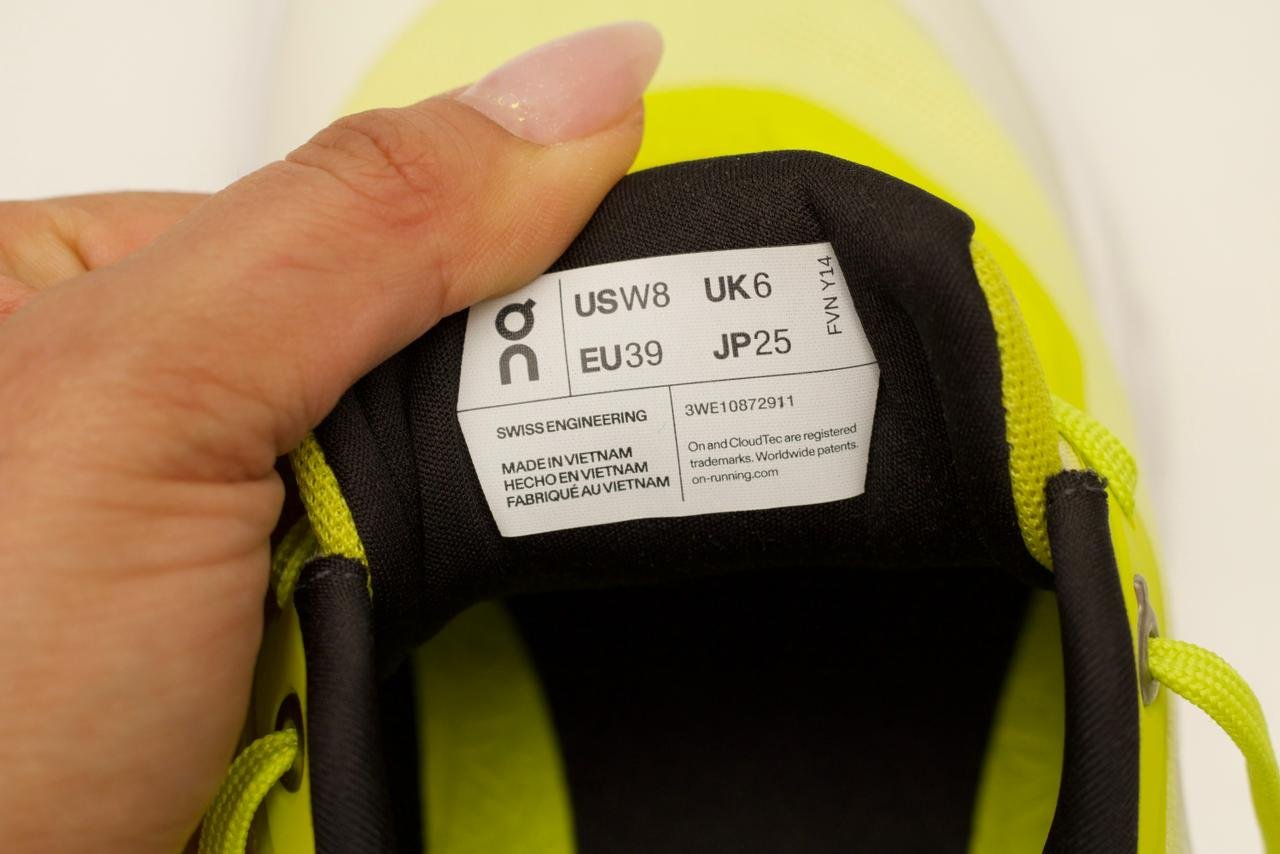 On
USW8 UK6
EU39 JP25
FVN Y14
SWISS ENGINEERING
MADE IN VIETNAM
HECHO EN VIETNAM
FABRIQUÉ AU VIETNAM
3WE10872911
On and CloudTec are registered
trademarks. Worldwide patents.
on-running.com